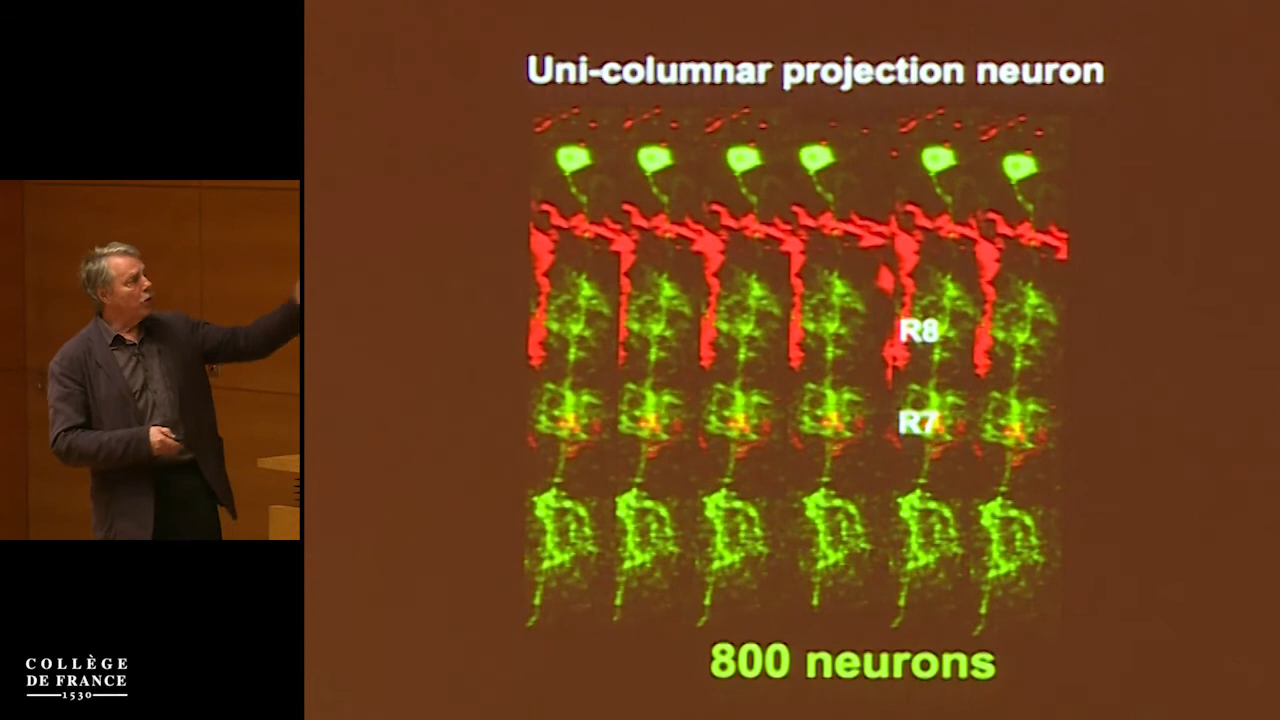 Uni-columnar projection neuron
R8
R7
800 neurons
COLLÈGE
DE FRANCE
1530